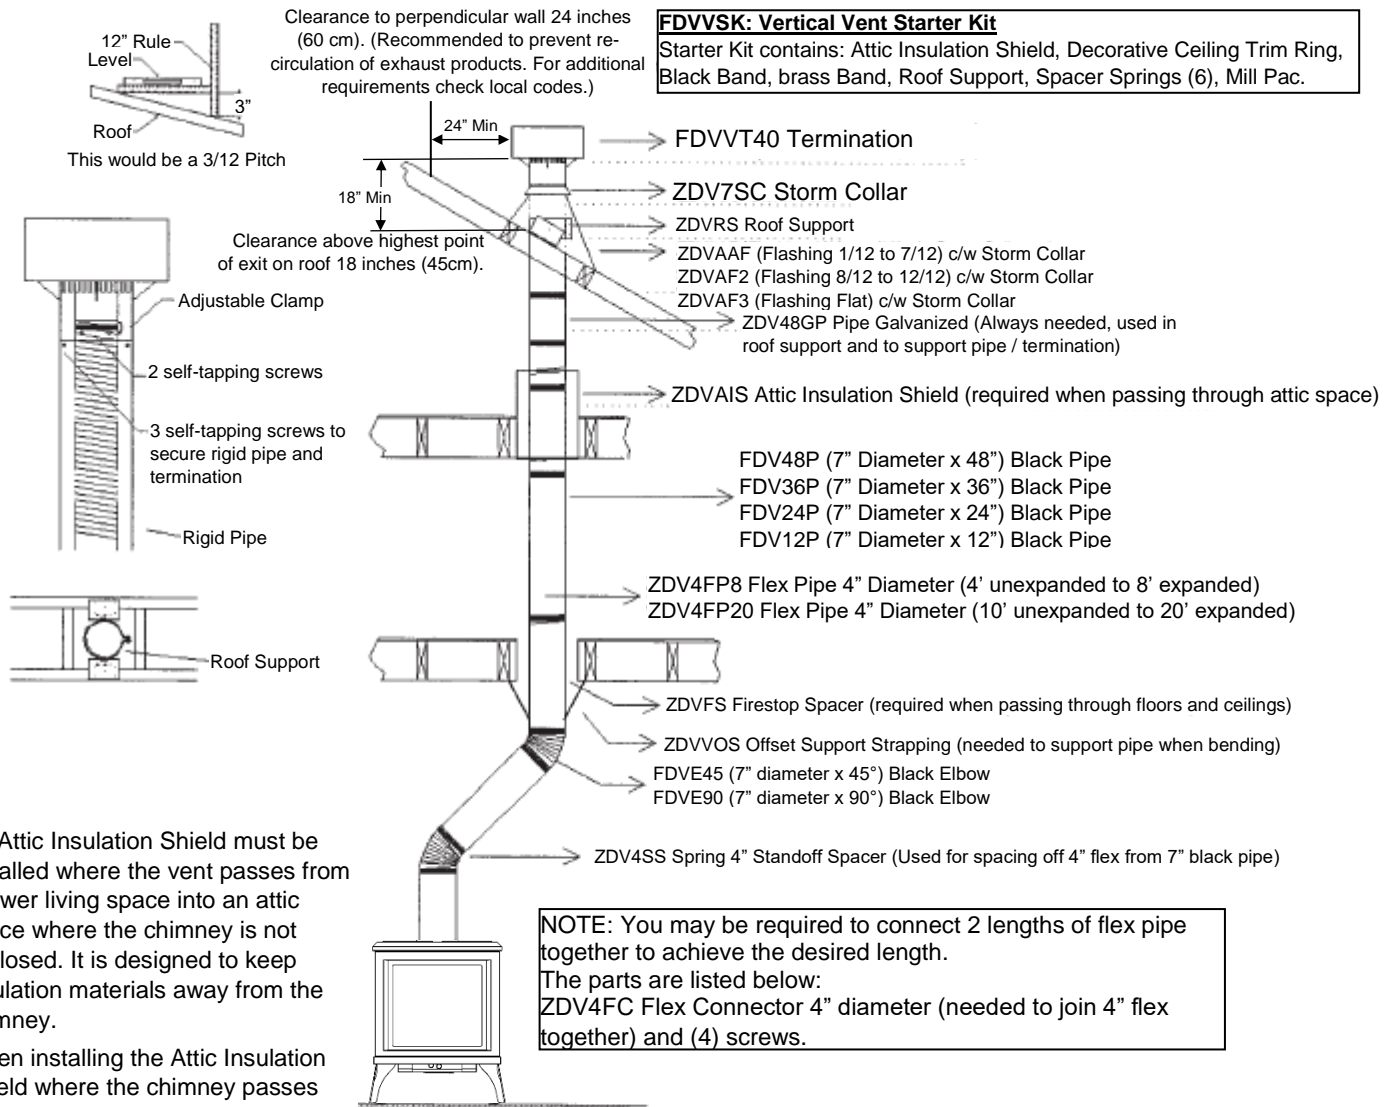 Clearance to perpendicular wall 24 inches
(60 cm). (Recommended to prevent re-
circulation of exhaust products. For additional
requirements check local codes.)
FDVVSK: Vertical Vent Starter Kit
Starter Kit contains: Attic Insulation Shield, Decorative Ceiling Trim Ring,
Black Band, brass Band, Roof Support, Spacer Springs (6), Mill Pac.
12” Rule
Level
3”
Roof
This would be a 3/12 Pitch
24” Min
18” Min
Clearance above highest point
of exit on roof 18 inches (45cm).
FDVVT40 Termination
ZDV7SC Storm Collar
ZDVRS Roof Support
ZDVAAF (Flashing 1/12 to 7/12) c/w Storm Collar
ZDVAF2 (Flashing 8/12 to 12/12) c/w Storm Collar
ZDVAF3 (Flashing Flat) c/w Storm Collar
ZDV48GP Pipe Galvanized (Always needed, used in
roof support and to support pipe / termination)
ZDVAIS Attic Insulation Shield (required when passing through attic space)
Adjustable Clamp
2 self-tapping screws
3 self-tapping screws to
secure rigid pipe and
termination
Rigid Pipe
Roof Support
FDV48P (7” Diameter x 48”) Black Pipe
FDV36P (7” Diameter x 36”) Black Pipe
FDV24P (7” Diameter x 24”) Black Pipe
FDV12P (7” Diameter x 12”) Black Pipe
ZDV4FP8 Flex Pipe 4” Diameter (4’ unexpanded to 8’ expanded)
ZDV4FP20 Flex Pipe 4” Diameter (10’ unexpanded to 20’ expanded)
ZDVFS Firestop Spacer (required when passing through floors and ceilings)
ZDVVOS Offset Support Strapping (needed to support pipe when bending)
FDVE45 (7” diameter x 45°) Black Elbow
FDVE90 (7” diameter x 90°) Black Elbow
ZDV4SS Spring 4” Standoff Spacer (Used for spacing off 4” flex from 7” black pipe)
Attic Insulation Shield must be
alled where the vent passes from
wer living space into an attic
ce where the chimney is not
losed. It is designed to keep
ulation materials away from the
mney.
en installing the Attic Insulation
eld where the chimney passes
NOTE: You may be required to connect 2 lengths of flex pipe
together to achieve the desired length.
The parts are listed below:
ZDV4FC Flex Connector 4” diameter (needed to join 4” flex
together) and (4) screws.